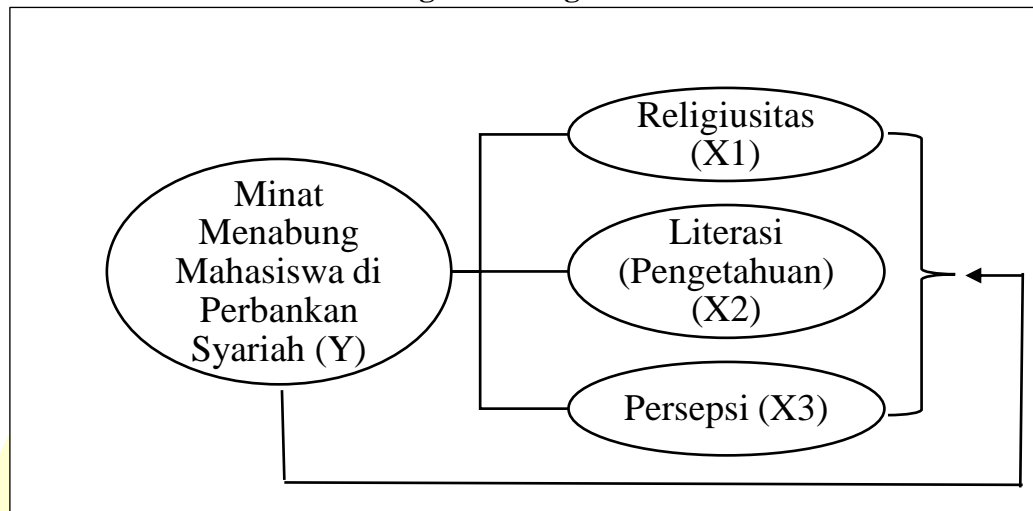 Minat
Menabung
Mahasiswa di
Perbankan
Syariah (Y)
Religiusitas
(X1)
Literasi
(Pengetahuan)
(X2)
Persepsi (X3)